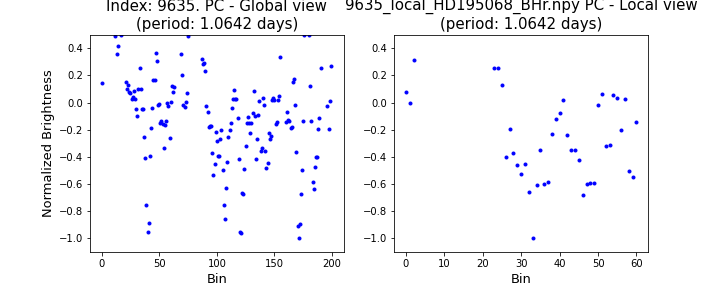 Index: 9635. PC - Global view
(period: 1.0642 days)
9635_local_HD195068_BHr.npy PC - Local view
(period: 1.0642 days)
Normalized Brightness
0.4
0.2
0.0
−0.2
−0.4
−0.6
−0.8
−1.0
0 50 100 150 200
Bin
0.4
0.2
0.0
−0.2
−0.4
−0.6
−0.8
−1.0
0 10 20 30 40 50 60
Bin